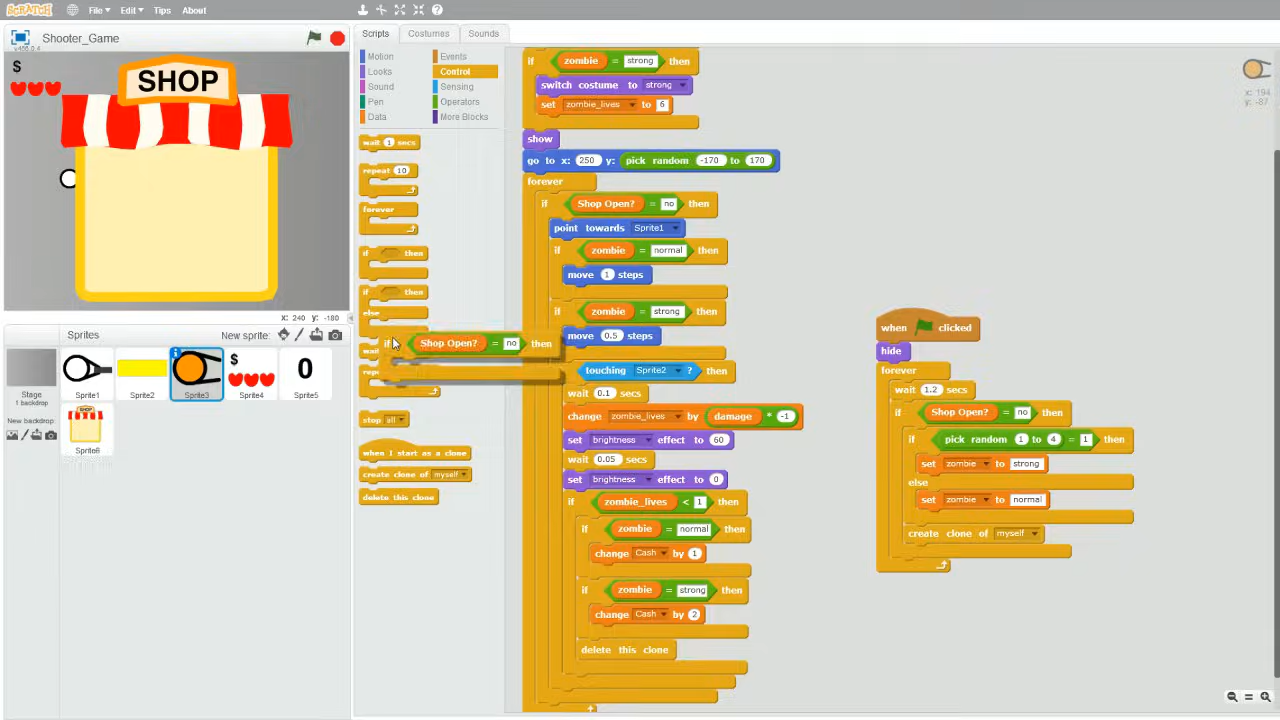 SCRATCH File Edit Tips About
v456.0.4 Shooter_Game
$
SHOP
X: 240 y: -180
Sprites New sprite:
Stage
1 backdrop
New backdrop:
Sprite1 Sprite2 Sprite3 Sprite4 Sprite5
$
0
SHOP
Sprite6
Scripts Costumes Sounds
Motion Events
Looks Control
Sound Sensing
Pen Operators
Data More Blocks
wait 1 secs
repeat 10
forever
if then
if then
else
if Shop Open? = no then
stop all
when I start as a clone
create clone of myself
delete this clone
if zombie = strong then
switch costume to strong
set zombie_lives to 6
show
go to x: 250 y: pick random -170 to 170
forever
if Shop Open? = no then
point towards Sprite1
if zombie = normal then
move 1 steps
if zombie = strong then
move 0.5 steps
touching Sprite2 ? then
wait 0.1 secs
change zombie_lives by damage * -1
set brightness effect to 60
wait 0.05 secs
set brightness effect to 0
if zombie_lives < 1 then
if zombie = normal then
change Cash by 1
if zombie = strong then
change Cash by 2
delete this clone
when clicked
hide
forever
wait 1.2 secs
if Shop Open? = no then
if pick random 1 to 4 = 1 then
set zombie to strong
else
set zombie to normal
create clone of myself
x: 194
y: -87